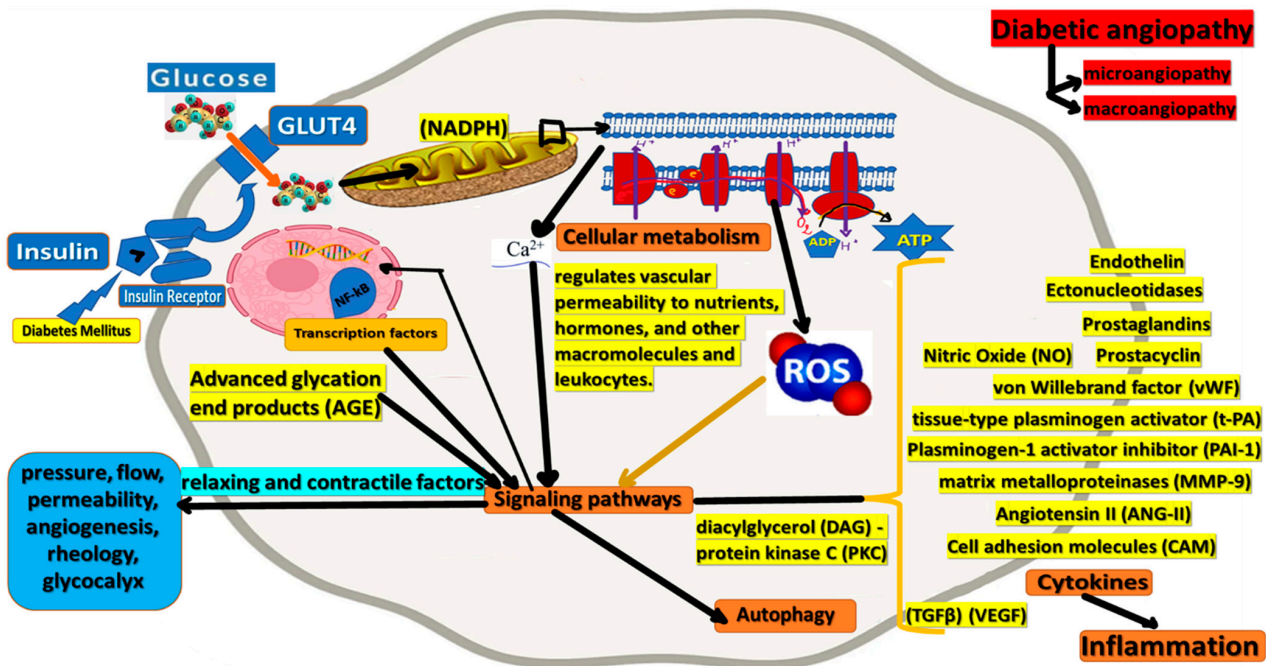 Diabetic angiopathy
microangiopathy
macroangiopathy
Glucose
GLUT4
(NADPH)
H⁺
H⁺
H⁺
H⁺
e⁻
O₂
ADP
H⁺
ATP
Insulin
Insulin Receptor
Diabetes Mellitus
NF-kB
Transcription factors
Ca²⁺
Cellular metabolism
regulates vascular
permeability to nutrients,
hormones, and other
macromolecules and
leukocytes.
ROS
Advanced glycation
end products (AGE)
Endothelin
Ectonucleotidases
Prostaglandins
Nitric Oxide (NO)
Prostacyclin
von Willebrand factor (vWF)
tissue-type plasminogen activator (t-PA)
Plasminogen-1 activator inhibitor (PAI-1)
matrix metalloproteinases (MMP-9)
Angiotensin II (ANG-II)
Cell adhesion molecules (CAM)
pressure, flow,
permeability,
angiogenesis,
rheology,
glycocalyx
relaxing and contractile factors
Signaling pathways
diacylglycerol (DAG) -
protein kinase C (PKC)
Autophagy
(TGFβ) (VEGF)
Cytokines
Inflammation